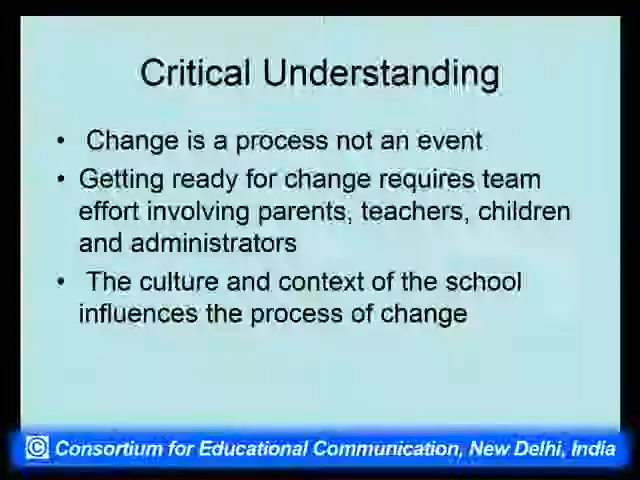 Critical Understanding
• Change is a process not an event
• Getting ready for change requires team
effort involving parents, teachers, children
and administrators
• The culture and context of the school
influences the process of change
© Consortium for Educational Communication, New Delhi, India